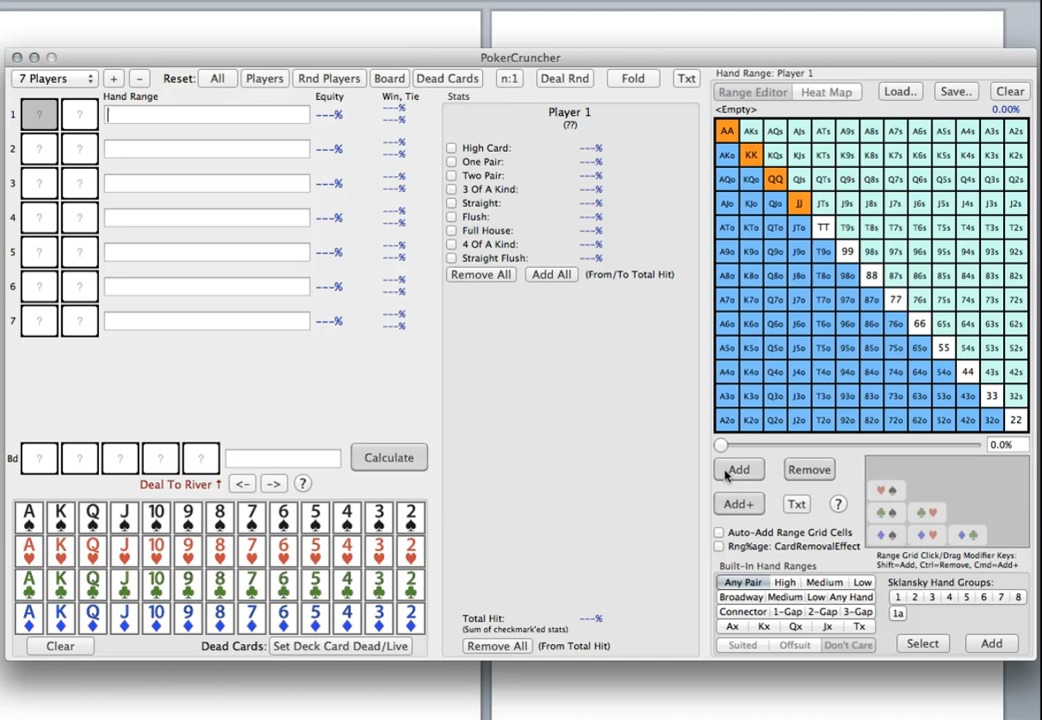 PokerCruncher
7 Players + - Reset: All Players Rnd Players Board Dead Cards n:1 Deal Rnd Fold Txt
Hand Range Equity Win, Tie
1 ? ? ---% ---% ---%
2 ? ? ---% ---% ---%
3 ? ? ---% ---% ---%
4 ? ? ---% ---% ---%
5 ? ? ---% ---% ---%
6 ? ? ---% ---% ---%
7 ? ? ---% ---% ---%
Bd ? ? ? ? ? Calculate
Deal To River ↑ <- -> ?
A♠ K♠ Q♠ J♠ 10♠ 9♠ 8♠ 7♠ 6♠ 5♠ 4♠ 3♠ 2♠
A♥ K♥ Q♥ J♥ 10♥ 9♥ 8♥ 7♥ 6♥ 5♥ 4♥ 3♥ 2♥
A♣ K♣ Q♣ J♣ 10♣ 9♣ 8♣ 7♣ 6♣ 5♣ 4♣ 3♣ 2♣
A♦ K♦ Q♦ J♦ 10♦ 9♦ 8♦ 7♦ 6♦ 5♦ 4♦ 3♦ 2♦
Clear Dead Cards: Set Deck Card Dead/Live
Stats
Player 1
(??)
High Card: ---%
One Pair: ---%
Two Pair: ---%
3 Of A Kind: ---%
Straight: ---%
Flush: ---%
Full House: ---%
4 Of A Kind: ---%
Straight Flush: ---%
Remove All Add All (From/To Total Hit)
Total Hit: ---%
(Sum of checkmark'ed stats)
Remove All (From Total Hit)
Hand Range: Player 1
Range Editor Heat Map Load.. Save.. Clear
<Empty> 0.00%
AA AKs AQs AJs ATs A9s A8s A7s A6s A5s A4s A3s A2s
AKo KK KQs KJs KTs K9s K8s K7s K6s K5s K4s K3s K2s
AQo KQo QQ QJs QTs Q9s Q8s Q7s Q6s Q5s Q4s Q3s Q2s
AJo KJo QJo JJ JTs J9s J8s J7s J6s J5s J4s J3s J2s
ATo KTo QTo JTo TT T9s T8s T7s T6s T5s T4s T3s T2s
A9o K9o Q9o J9o T9o 99 98s 97s 96s 95s 94s 93s 92s
A8o K8o Q8o J8o T8o 98o 88 87s 86s 85s 84s 83s 82s
A7o K7o Q7o J7o T7o 97o 87o 77 76s 75s 74s 73s 72s
A6o K6o Q6o J6o T6o 96o 86o 76o 66 65s 64s 63s 62s
A5o K5o Q5o J5o T5o 95o 85o 75o 65o 55 54s 53s 52s
A4o K4o Q4o J4o T4o 94o 84o 74o 64o 54o 44 43s 42s
A3o K3o Q3o J3o T3o 93o 83o 73o 63o 53o 43o 33 32s
A2o K2o Q2o J2o T2o 92o 82o 72o 62o 52o 42o 32o 22
0.0%
Add Remove
Add+ Txt ?
♥♠
♣♠ ♣♥
♦♠ ♦♥ ♦♣
Auto-Add Range Grid Cells
Rng%age: CardRemovalEffect
Range Grid Click/Drag Modifier Keys:
Shift=Add, Ctrl=Remove, Cmd=Add+
Built-In Hand Ranges
Any Pair High Medium Low
Broadway Medium Low Any Hand
Connector 1-Gap 2-Gap 3-Gap
Ax Kx Qx Jx Tx
Suited Offsuit Don't Care
Sklansky Hand Groups:
1 2 3 4 5 6 7 8
1a
Select Add